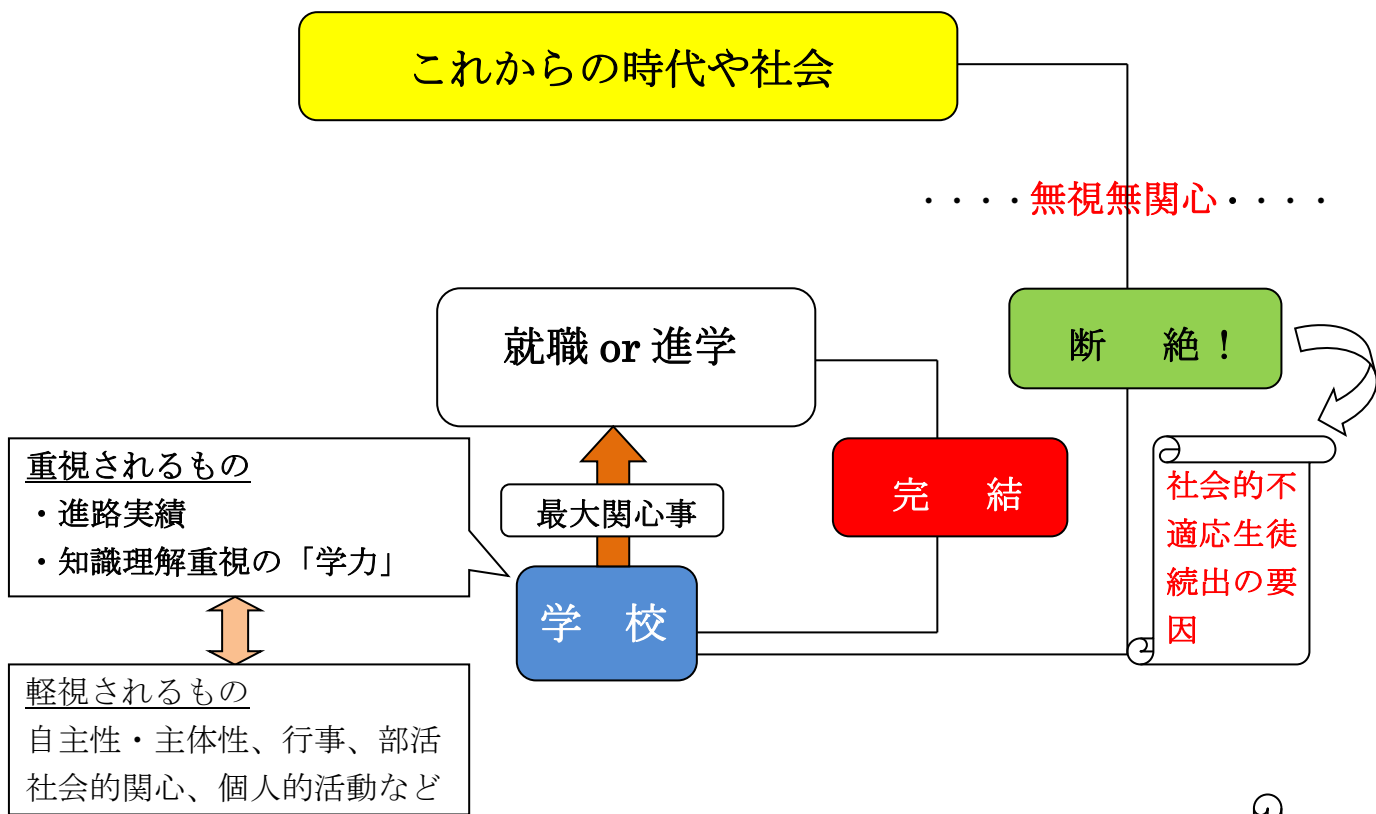 これからの時代や社会
・・・・無視無関心・・・・
就職 or 進学
断　絶！
重視されるもの
・進路実績
・知識理解重視の「学力」
最大関心事
完　結
社会的不
適応生徒
続出の要
因
学　校
軽視されるもの
自主性・主体性、行事、部活
社会的関心、個人的活動など